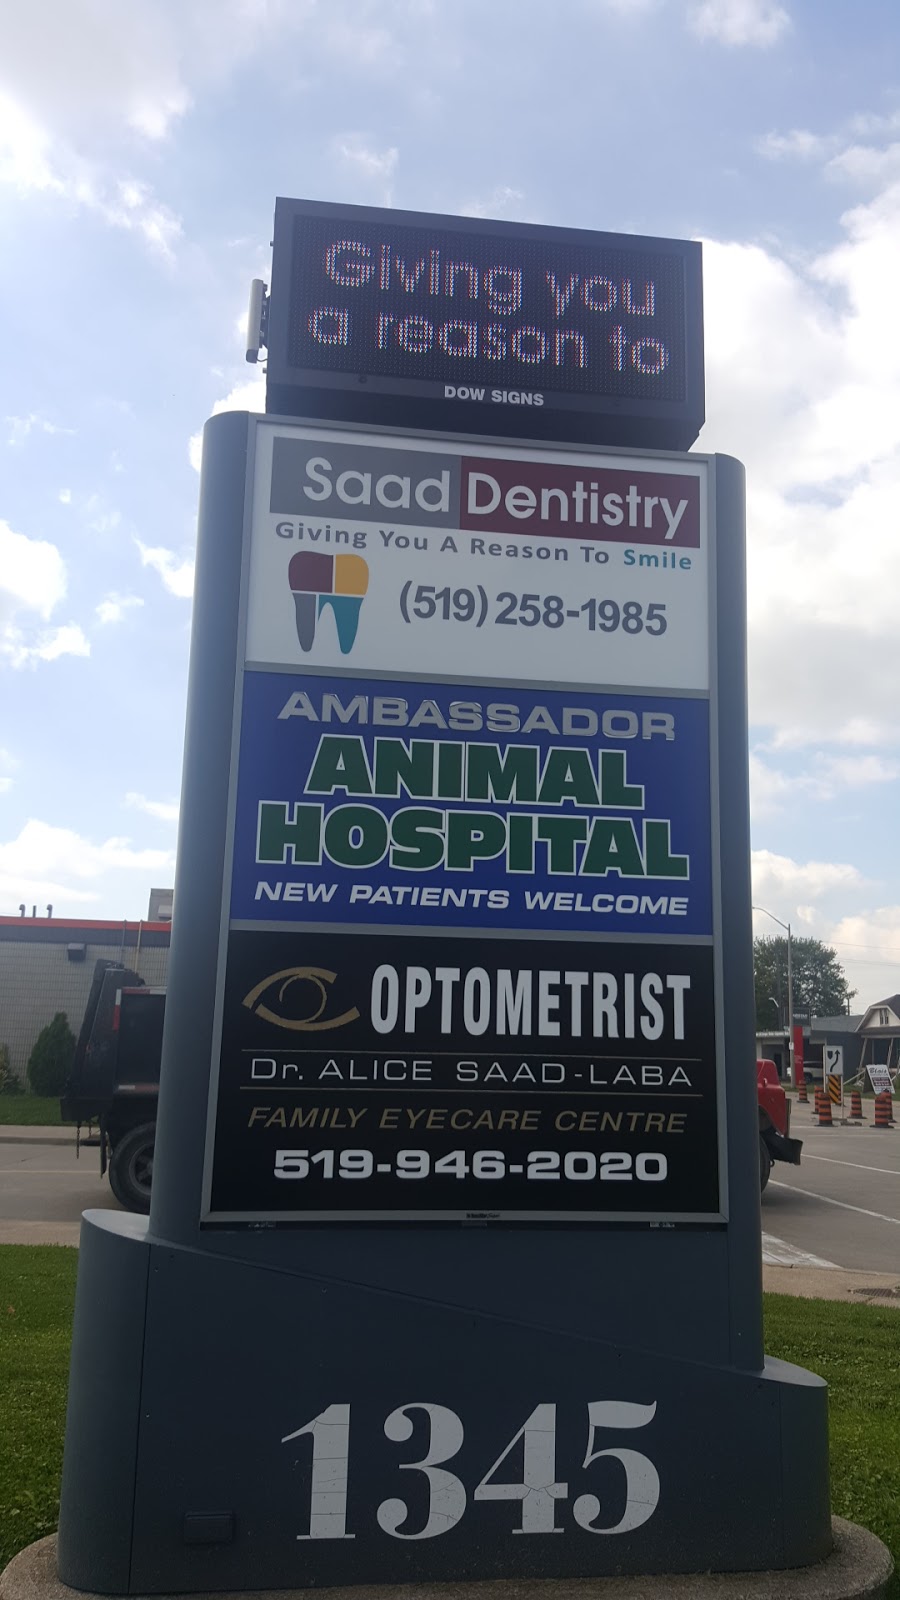 Giving you
a reason to
DOW SIGNS
Saad Dentistry
Giving You A Reason To Smile
(519) 258-1985
AMBASSADOR
ANIMAL
HOSPITAL
NEW PATIENTS WELCOME
OPTOMETRIST
Dr. ALICE SAAD-LABA
FAMILY EYECARE CENTRE
519-946-2020
1345